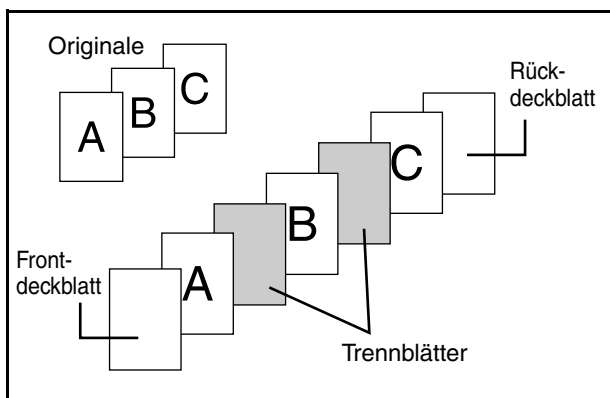 Originale
A
B
C
Rück-
deckblatt
C
B
A
Front-
deckblatt
Trennblätter